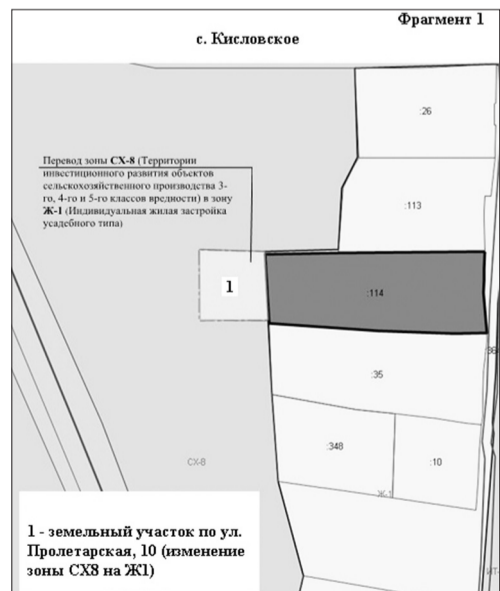 Фрагмент 1
с. Кисловское
:26
Перевод зоны СХ-8 (Территории
инвестиционного развития объектов
сельскохозяйственного производства 3-
го, 4-го и 5-го классов вредности) в зону
Ж-1 (Индивидуальная жилая застройка
усадебного типа)
:113
1
:114
:35
:348
:10
СХ-8
Ж-1
1 - земельный участок по ул.
Пролетарская, 10 (изменение
зоны СХ8 на Ж1)